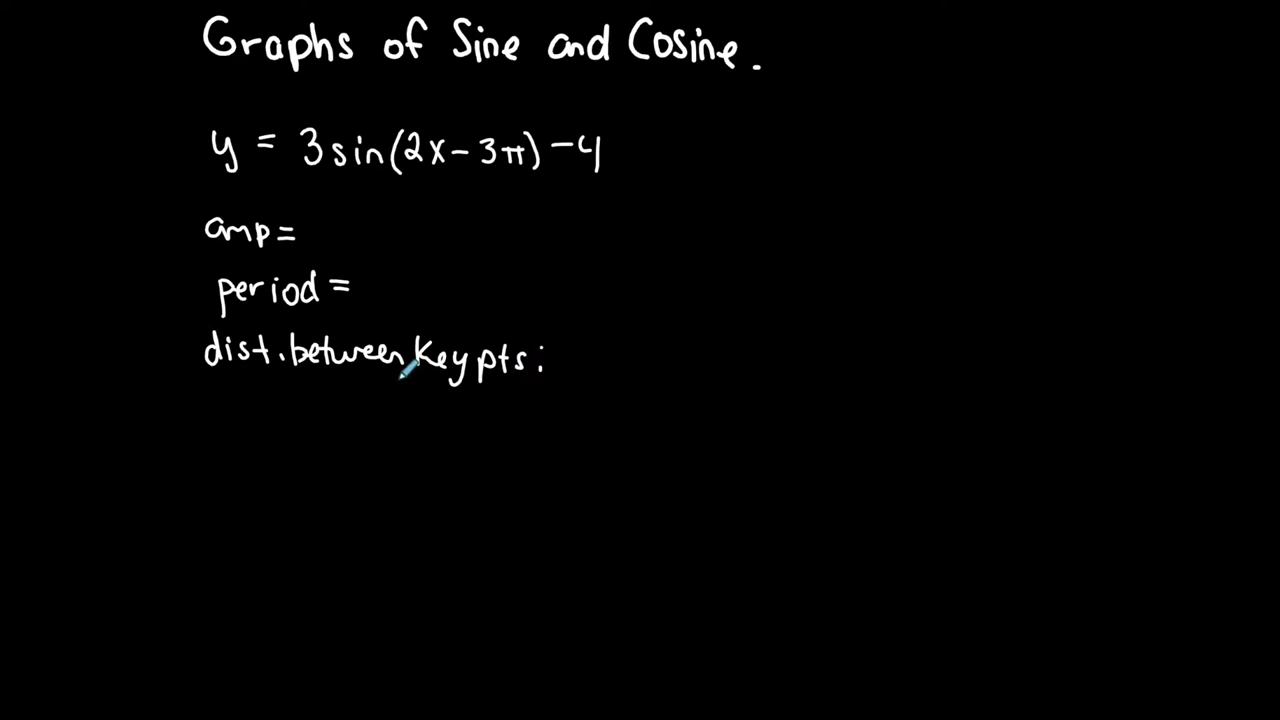 Graphs of Sine and Cosine.
y = 3sin(2x-3π)-4
amp=
period=
dist. between key pts: